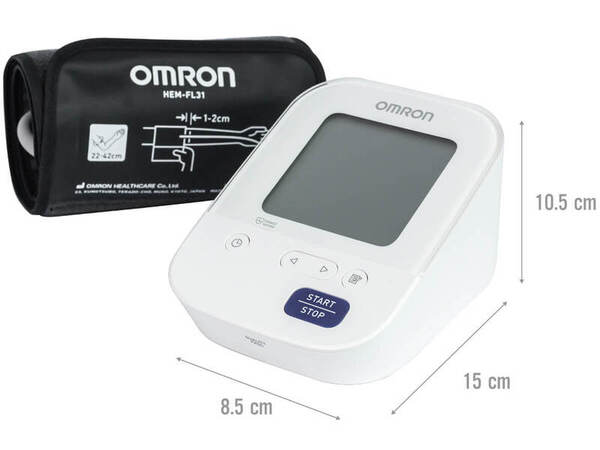 OMRON
HEM-FL31
1-2cm
22-42cm
OMRON HEALTHCARE Co., Ltd.
OMRON
START
STOP
10.5 cm
15 cm
8.5 cm